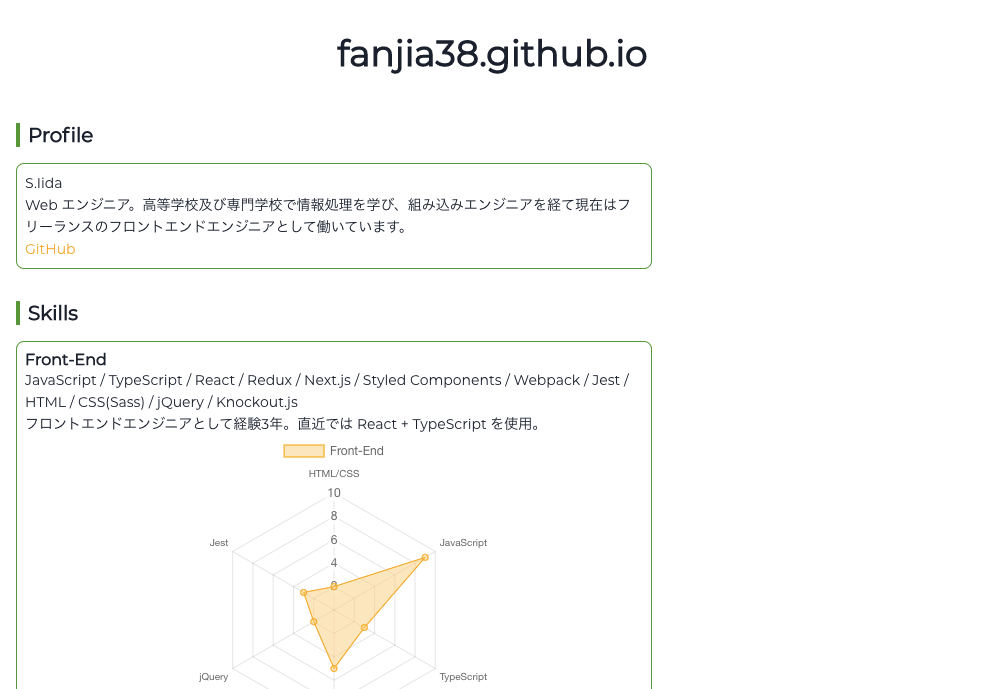 fanjia38.github.io
Profile
S.Iida
Web エンジニア。高等学校及び専門学校で情報処理を学び、組み込みエンジニアを経て現在はフ
リーランスのフロントエンドエンジニアとして働いています。
GitHub
Skills
Front-End
JavaScript / TypeScript / React / Redux / Next.js / Styled Components / Webpack / Jest /
HTML / CSS(Sass) / jQuery / Knockout.js
フロントエンドエンジニアとして経験3年。直近では React + TypeScript を使用。
Front-End
HTML/CSS
10
8
6
Jest
JavaScript
4
2
jQuery
TypeScript